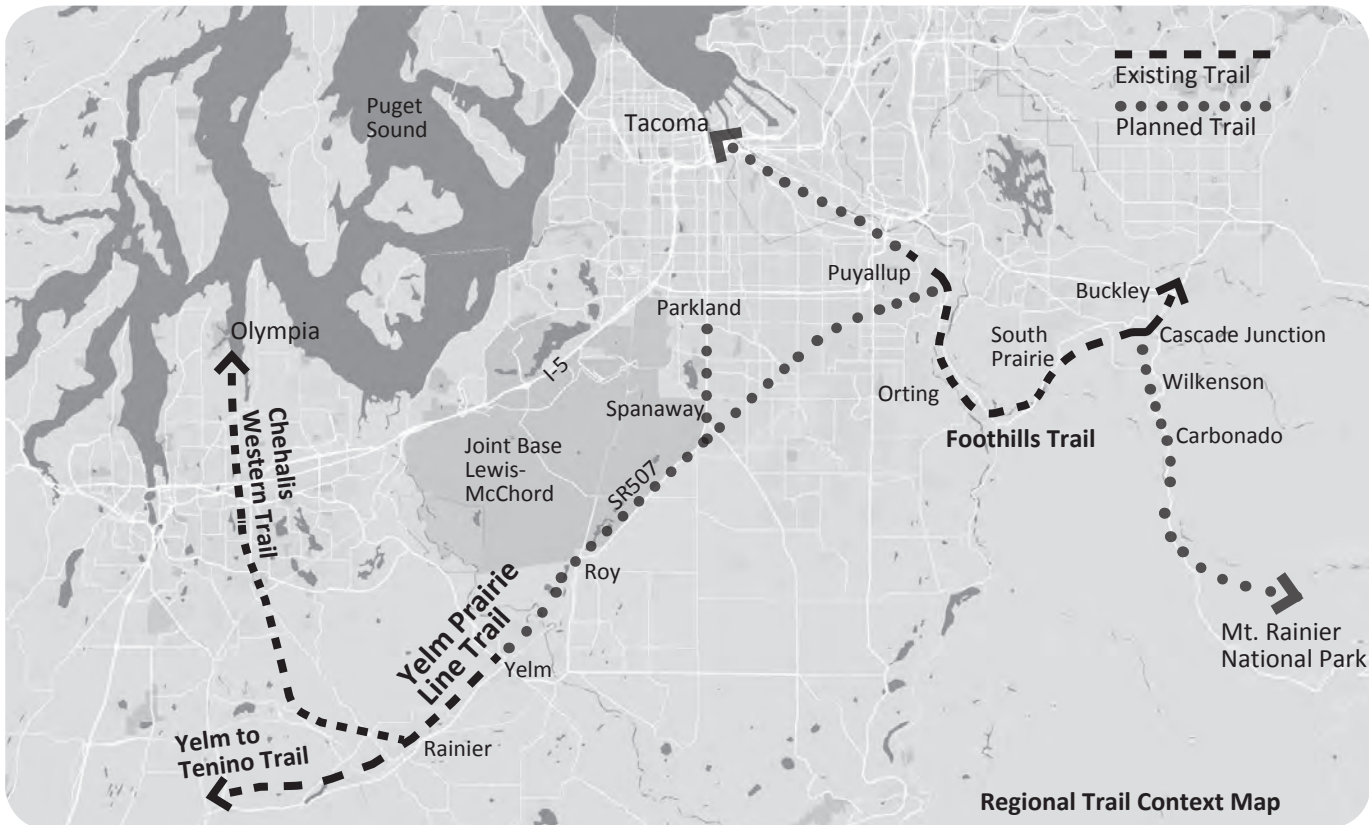 Existing Trail
Planned Trail
Puget
Sound
Tacoma
Puyallup
Buckley
Parkland
Olympia
South
Prairie
Cascade Junction
I-5
Wilkenson
Orting
Spanaway
Foothills Trail
Carbonado
Chehalis
Western Trail
Joint Base
Lewis-
McChord
SR507
Roy
Yelm Prairie
Line Trail
Yelm
Mt. Rainier
National Park
Yelm to
Tenino Trail
Rainier
Regional Trail Context Map